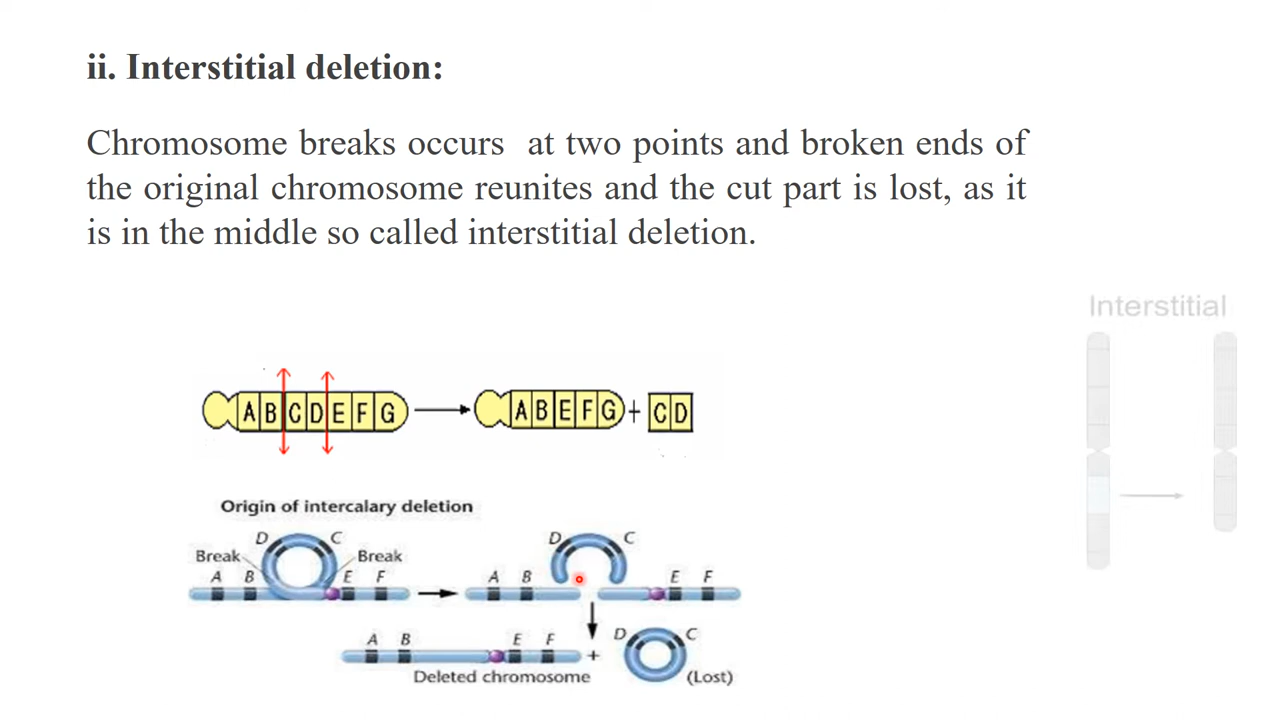 ii. Interstitial deletion:
Chromosome breaks occurs at two points and broken ends of
the original chromosome reunites and the cut part is lost, as it
is in the middle so called interstitial deletion.
Interstitial
A B C D E F G
A B E F G + C D
Origin of intercalary deletion
D C
Break Break
A B E F
D C
A B E F
A B E F + D C
Deleted chromosome (Lost)